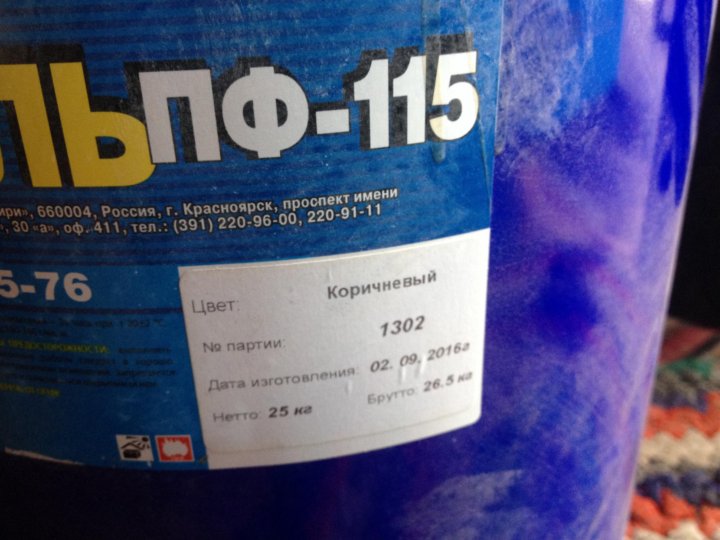 ЛЬ ПФ-115
ири», 660004, Россия, г. Красноярск, проспект имени
30 «а», оф. 411, тел.: (391) 220-96-00, 220-91-11
5-76
Цвет: Коричневый
№ партии: 1302
Дата изготовления: 02. 09. 2016г
Нетто: 25 кг Брутто: 26.5 кг
ПРЕДОСТОРОЖНОСТИ: